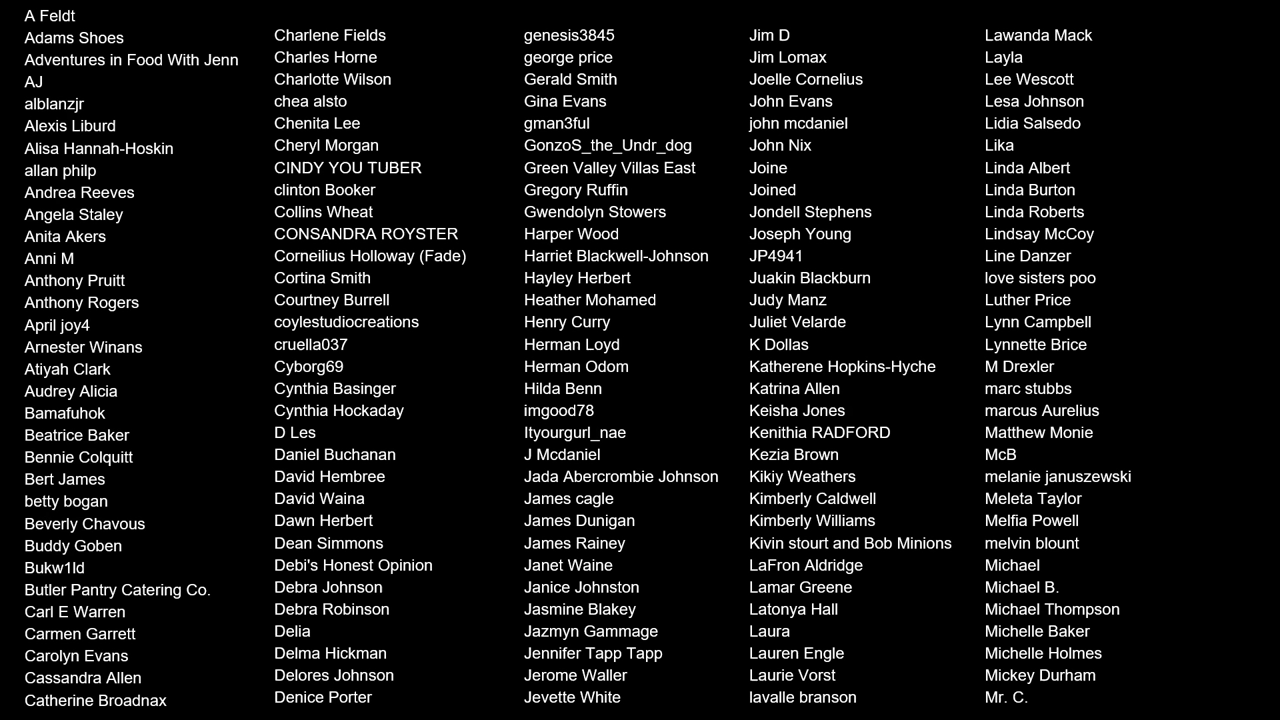 A Feldt
Adams Shoes
Adventures in Food With Jenn
AJ
alblanzjr
Alexis Liburd
Alisa Hannah-Hoskin
allan philp
Andrea Reeves
Angela Staley
Anita Akers
Anni M
Anthony Pruitt
Anthony Rogers
April joy4
Arnester Winans
Atiyah Clark
Audrey Alicia
Bamafuhok
Beatrice Baker
Bennie Colquitt
Bert James
betty bogan
Beverly Chavous
Buddy Goben
Bukw1ld
Butler Pantry Catering Co.
Carl E Warren
Carmen Garrett
Carolyn Evans
Cassandra Allen
Catherine Broadnax
Charlene Fields
Charles Horne
Charlotte Wilson
chea alsto
Chenita Lee
Cheryl Morgan
CINDY YOU TUBER
clinton Booker
Collins Wheat
CONSANDRA ROYSTER
Corneilius Holloway (Fade)
Cortina Smith
Courtney Burrell
coylestudiocreations
cruella037
Cyborg69
Cynthia Basinger
Cynthia Hockaday
D Les
Daniel Buchanan
David Hembree
David Waina
Dawn Herbert
Dean Simmons
Debi's Honest Opinion
Debra Johnson
Debra Robinson
Delia
Delma Hickman
Delores Johnson
Denice Porter
genesis3845
george price
Gerald Smith
Gina Evans
gman3ful
GonzoS_the_Undr_dog
Green Valley Villas East
Gregory Ruffin
Gwendolyn Stowers
Harper Wood
Harriet Blackwell-Johnson
Hayley Herbert
Heather Mohamed
Henry Curry
Herman Loyd
Herman Odom
Hilda Benn
imgood78
Ityourgurl_nae
J Mcdaniel
Jada Abercrombie Johnson
James cagle
James Dunigan
James Rainey
Janet Waine
Janice Johnston
Jasmine Blakey
Jazmyn Gammage
Jennifer Tapp Tapp
Jerome Waller
Jevette White
Jim D
Jim Lomax
Joelle Cornelius
John Evans
john mcdaniel
John Nix
Joine
Joined
Jondell Stephens
Joseph Young
JP4941
Juakin Blackburn
Judy Manz
Juliet Velarde
K Dollas
Katherene Hopkins-Hyche
Katrina Allen
Keisha Jones
Kenithia RADFORD
Kezia Brown
Kikiy Weathers
Kimberly Caldwell
Kimberly Williams
Kivin stourt and Bob Minions
LaFron Aldridge
Lamar Greene
Latonya Hall
Laura
Lauren Engle
Laurie Vorst
lavalle branson
Lawanda Mack
Layla
Lee Wescott
Lesa Johnson
Lidia Salsedo
Lika
Linda Albert
Linda Burton
Linda Roberts
Lindsay McCoy
Line Danzer
love sisters poo
Luther Price
Lynn Campbell
Lynnette Brice
M Drexler
marc stubbs
marcus Aurelius
Matthew Monie
McB
melanie januszewski
Meleta Taylor
Melfia Powell
melvin blount
Michael
Michael B.
Michael Thompson
Michelle Baker
Michelle Holmes
Mickey Durham
Mr. C.